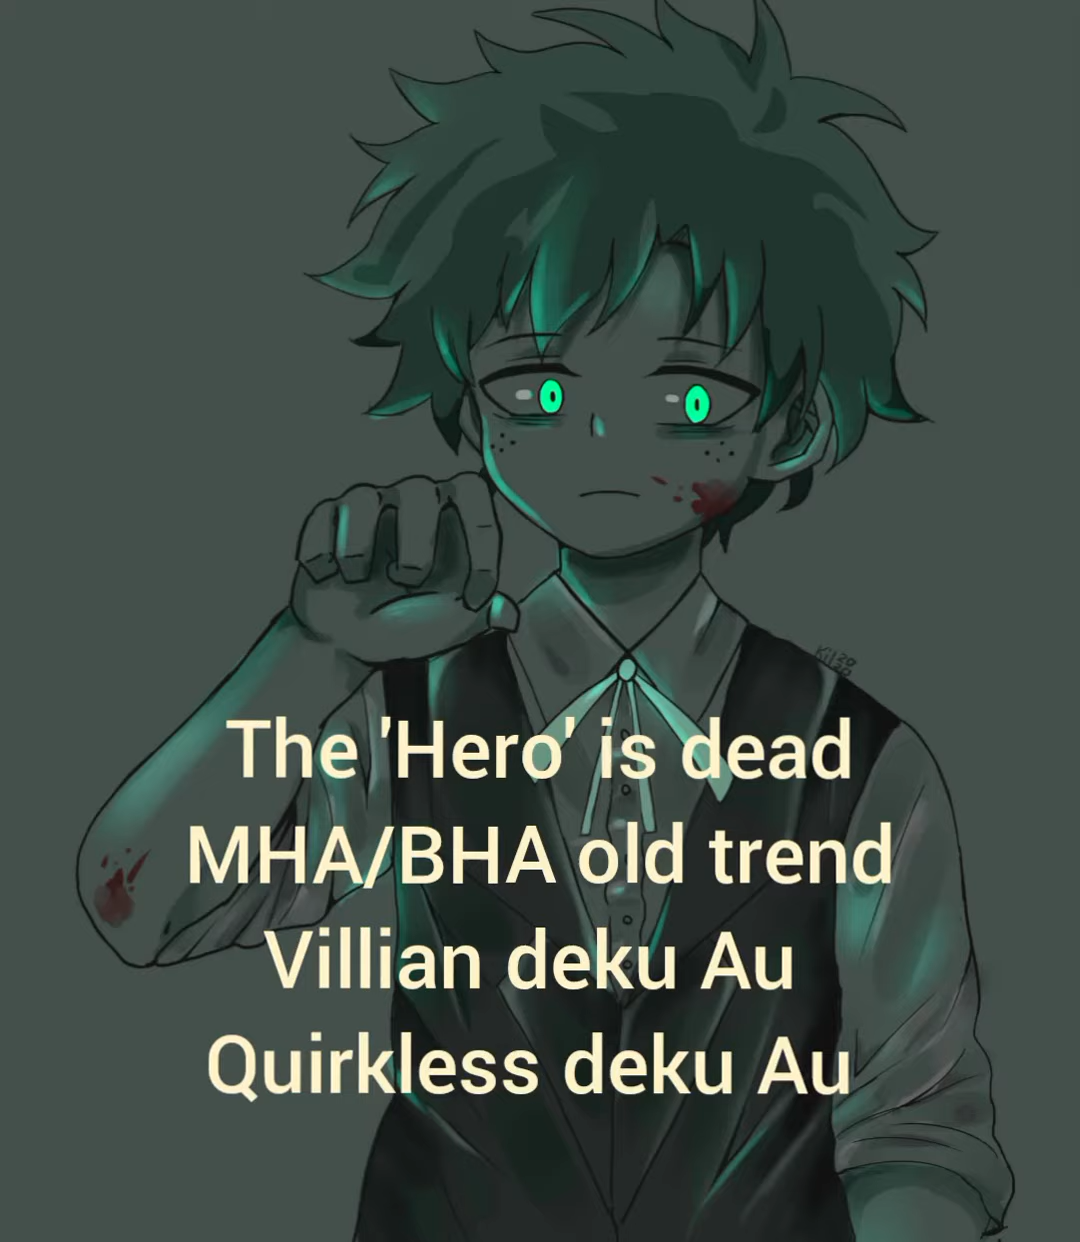 The 'Hero' is dead
MHA/BHA old trend
Villian deku Au
Quirkless deku Au